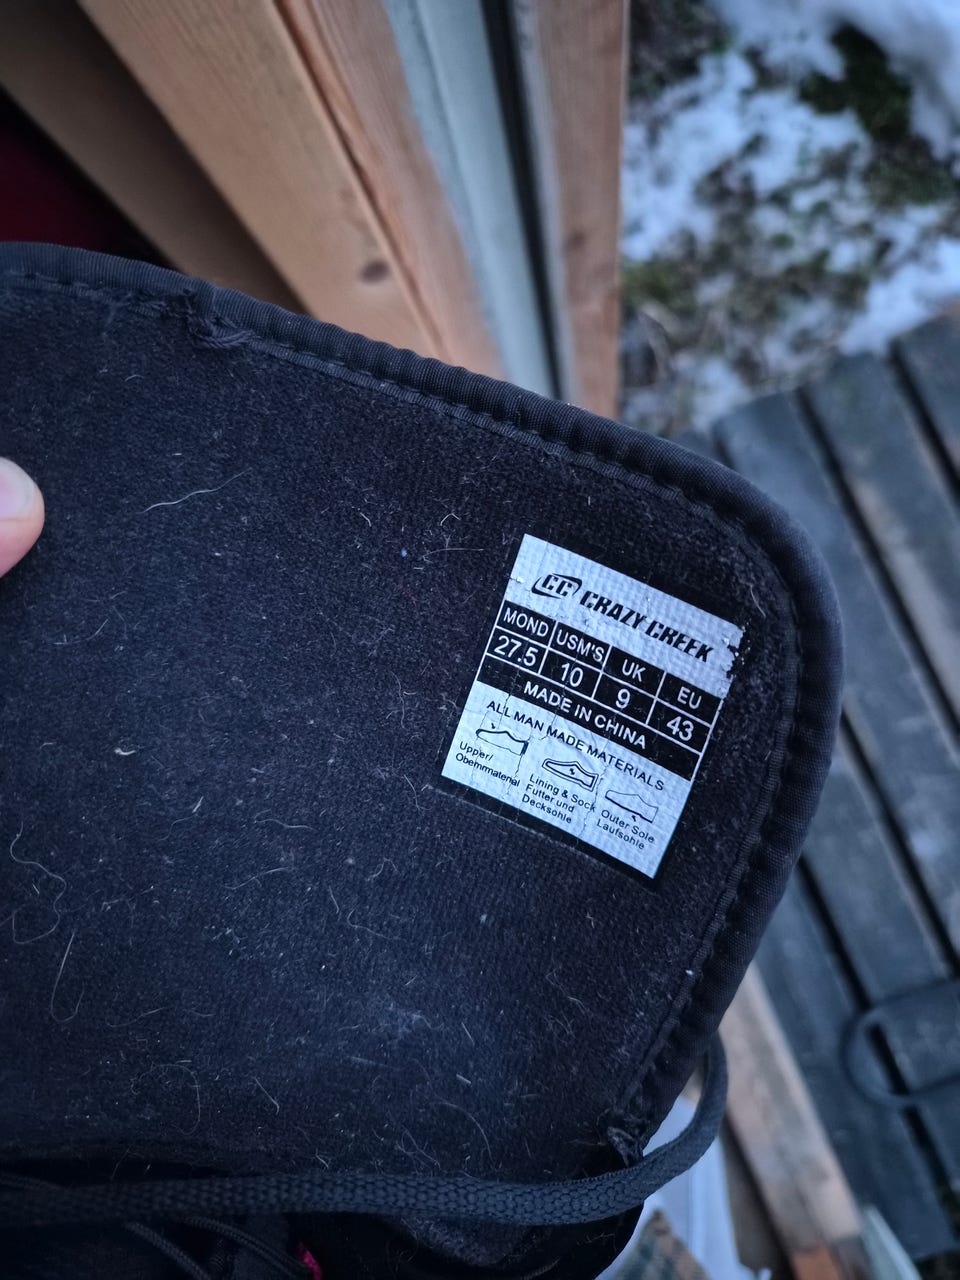 CC CRAZY CREEK
MOND USM'S UK EU
27.5 10 9 43
MADE IN CHINA
ALL MAN MADE MATERIALS
Upper/
Obermmaterial
Lining & Sock
Futter und
Decksohle
Outer Sole
Laufsohle